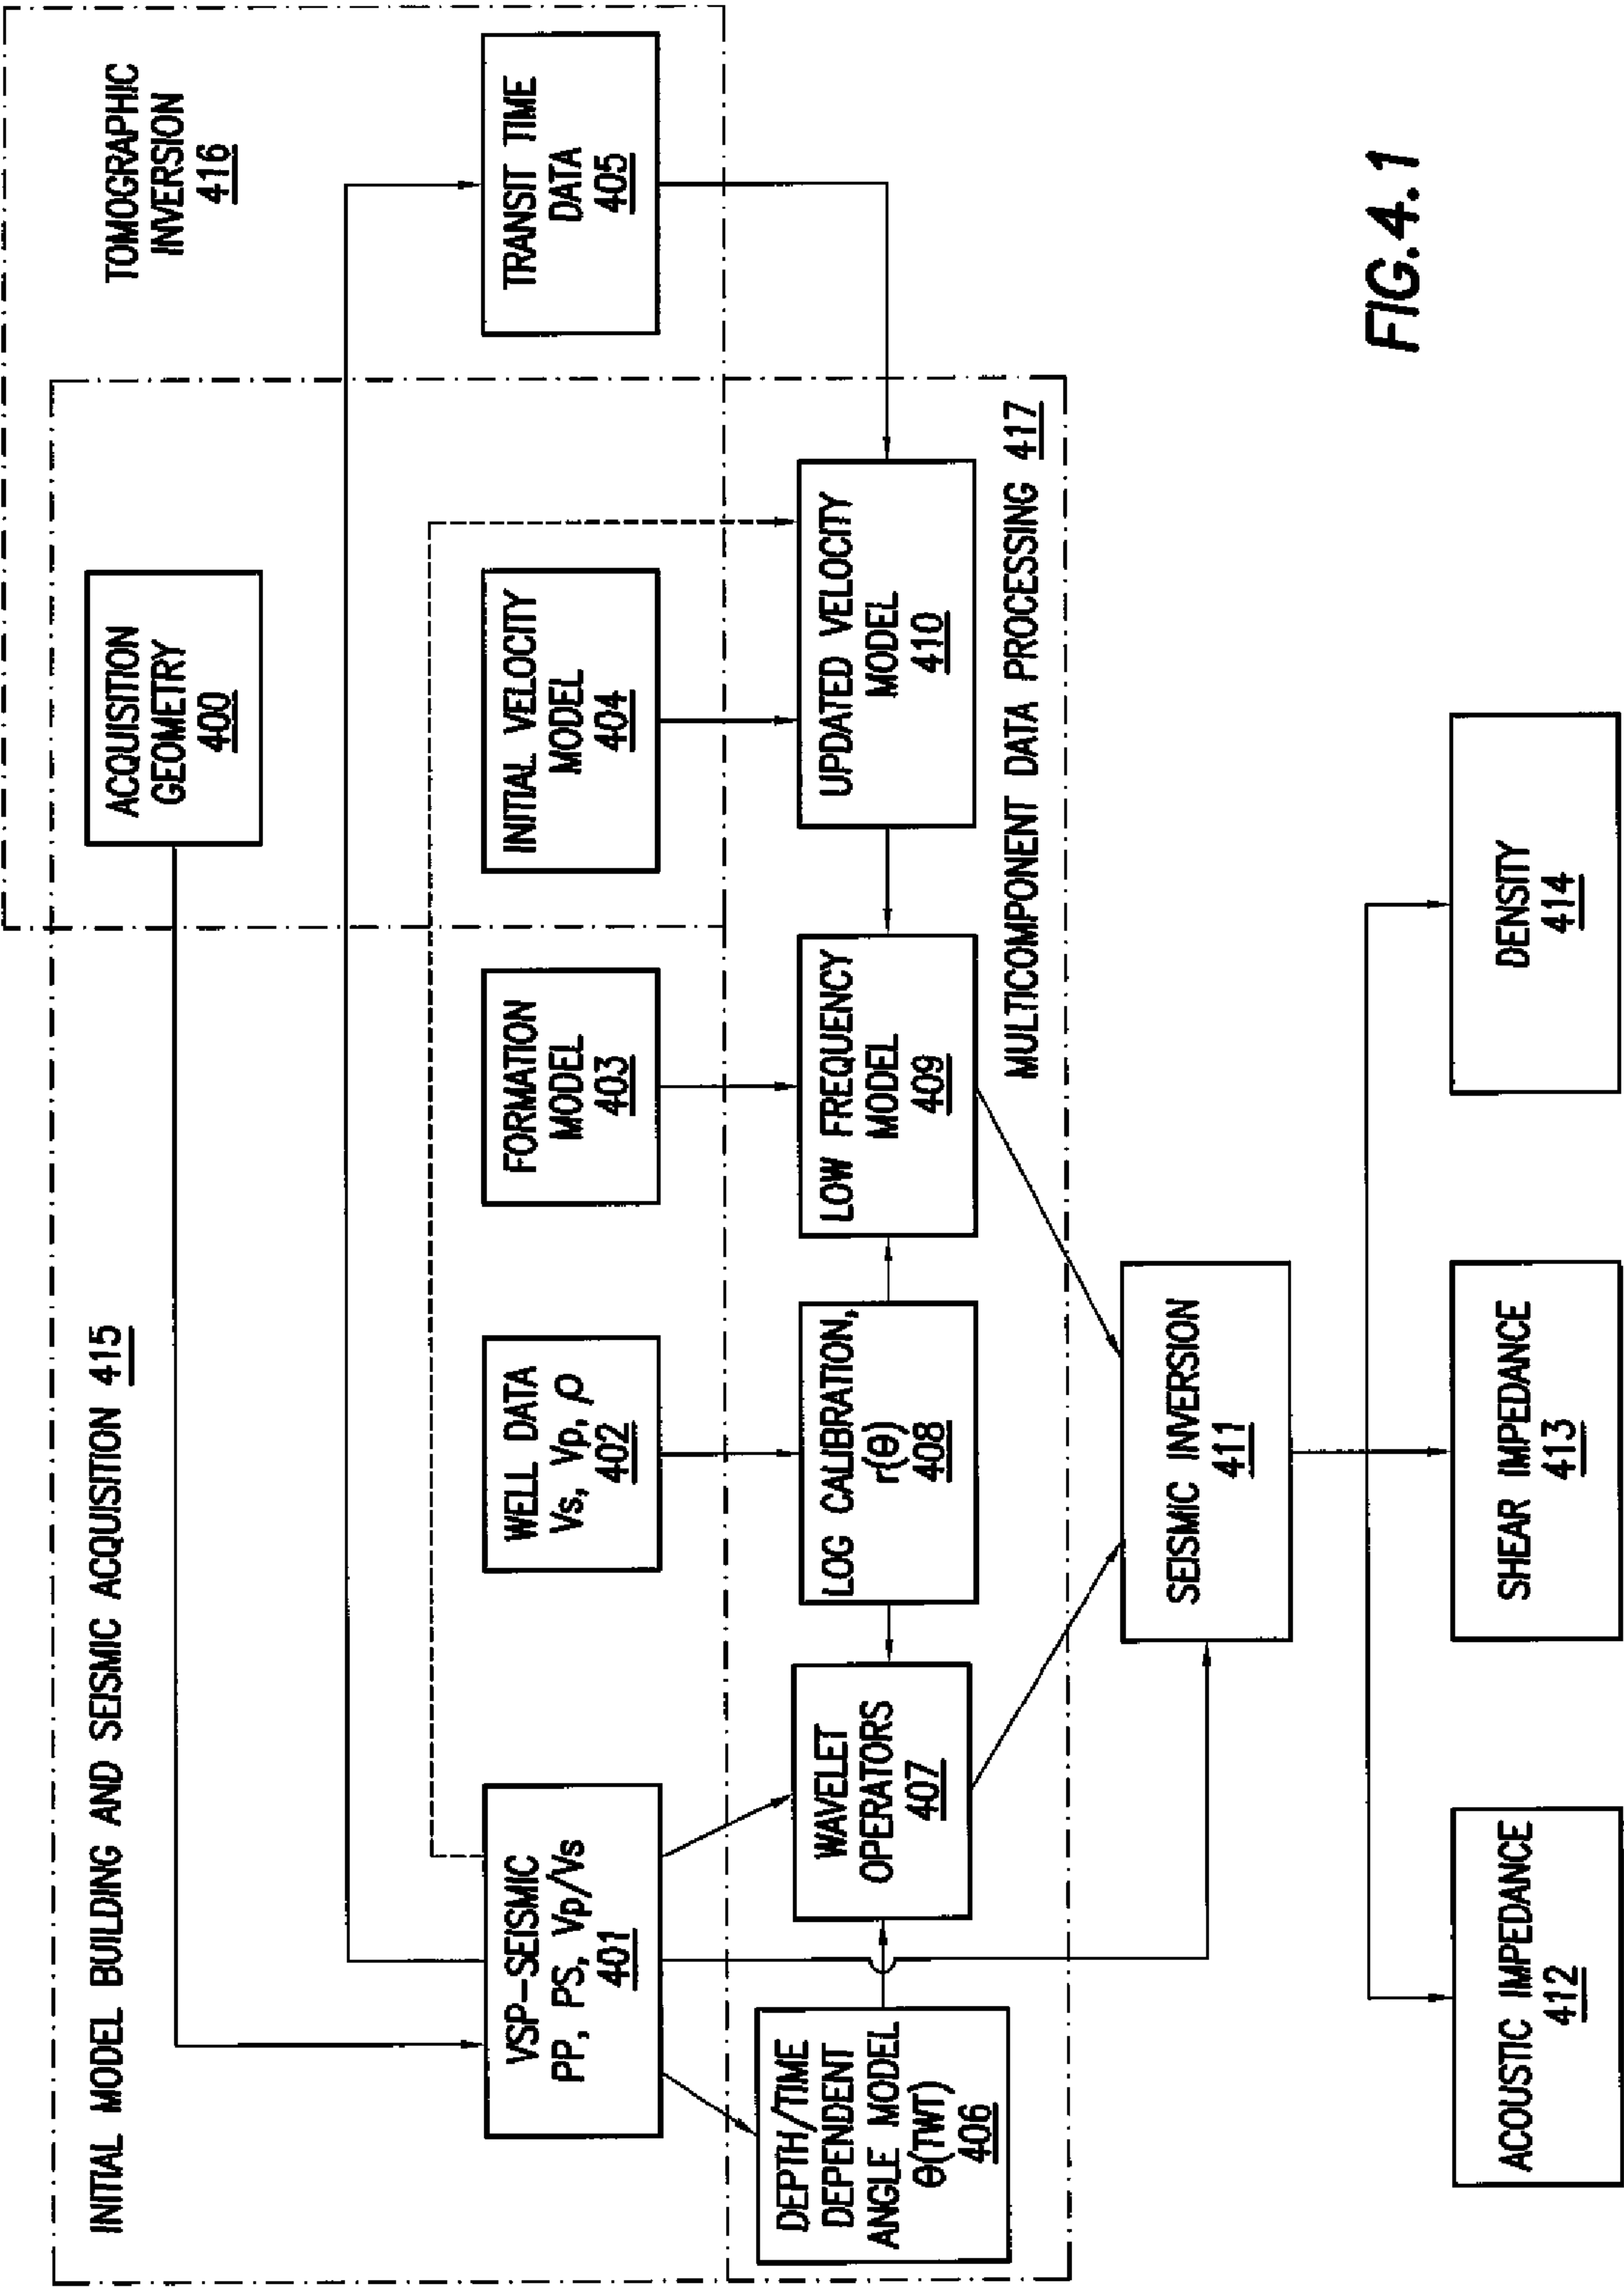 INITIAL MODEL BUILDING AND SEISMIC ACQUISITION 415
ACQUISITION
GEOMETRY
400
TOMOGRAPHIC
INVERSION
416
VSP-SEISMIC
PP, PS, Vp/Vs
401
WELL DATA
Vs, Vp, ρ
402
FORMATION
MODEL
403
INITIAL VELOCITY
MODEL
404
TRANSIT TIME
DATA
405
DEPTH/TIME
DEPENDENT
ANGLE MODEL
Θ(TWT)
406
WAVELET
OPERATORS
407
LOG CALIBRATION,
r(Θ)
408
LOW FREQUENCY
MODEL
409
UPDATED VELOCITY
MODEL
410
MULTICOMPONENT DATA PROCESSING 417
SEISMIC INVERSION
411
ACOUSTIC IMPEDANCE
412
SHEAR IMPEDANCE
413
DENSITY
414
FIG.4.1